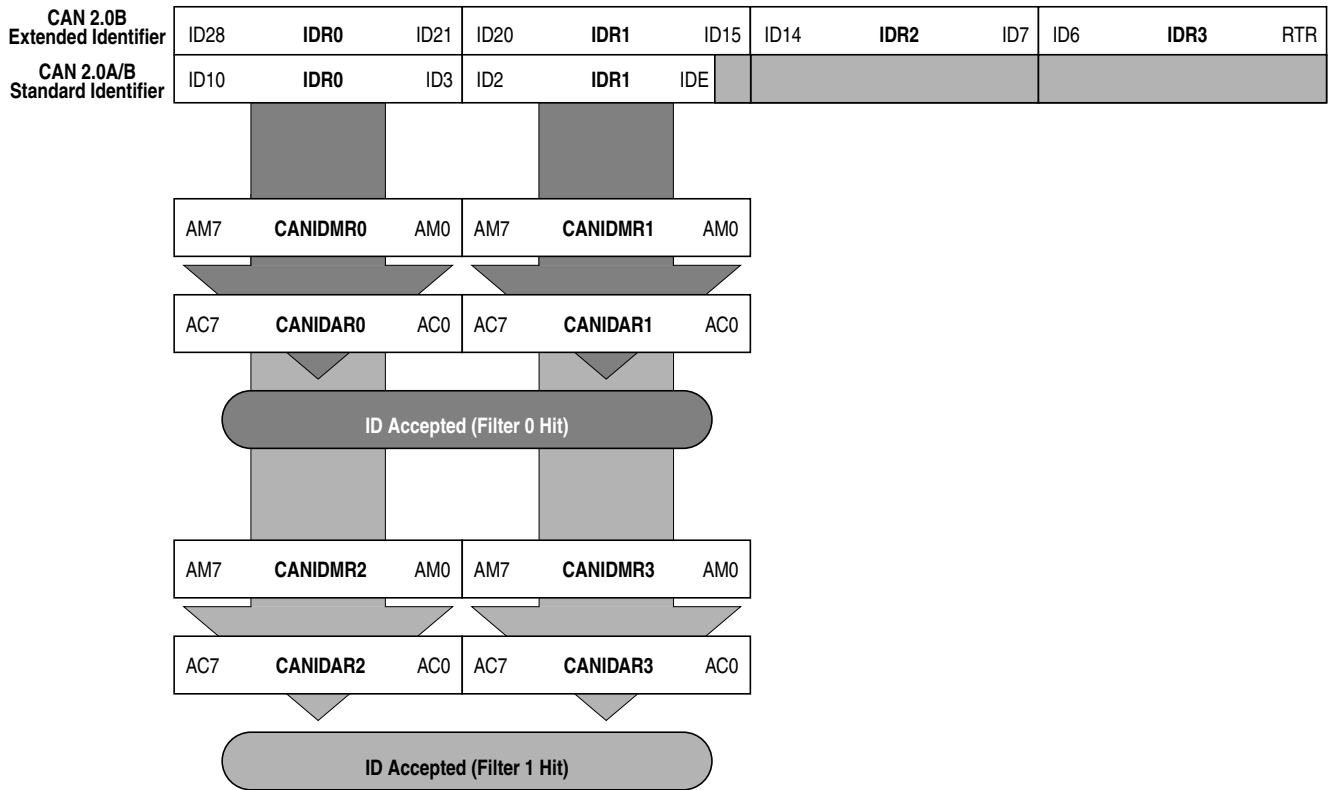 CAN 2.0B
Extended Identifier ID28 IDR0 ID21 ID20 IDR1 ID15 ID14 IDR2 ID7 ID6 IDR3 RTR
CAN 2.0A/B
Standard Identifier ID10 IDR0 ID3 ID2 IDR1 IDE
AM7 CANIDMR0 AM0 AM7 CANIDMR1 AM0
AC7 CANIDAR0 AC0 AC7 CANIDAR1 AC0
ID Accepted (Filter 0 Hit)
AM7 CANIDMR2 AM0 AM7 CANIDMR3 AM0
AC7 CANIDAR2 AC0 AC7 CANIDAR3 AC0
ID Accepted (Filter 1 Hit)